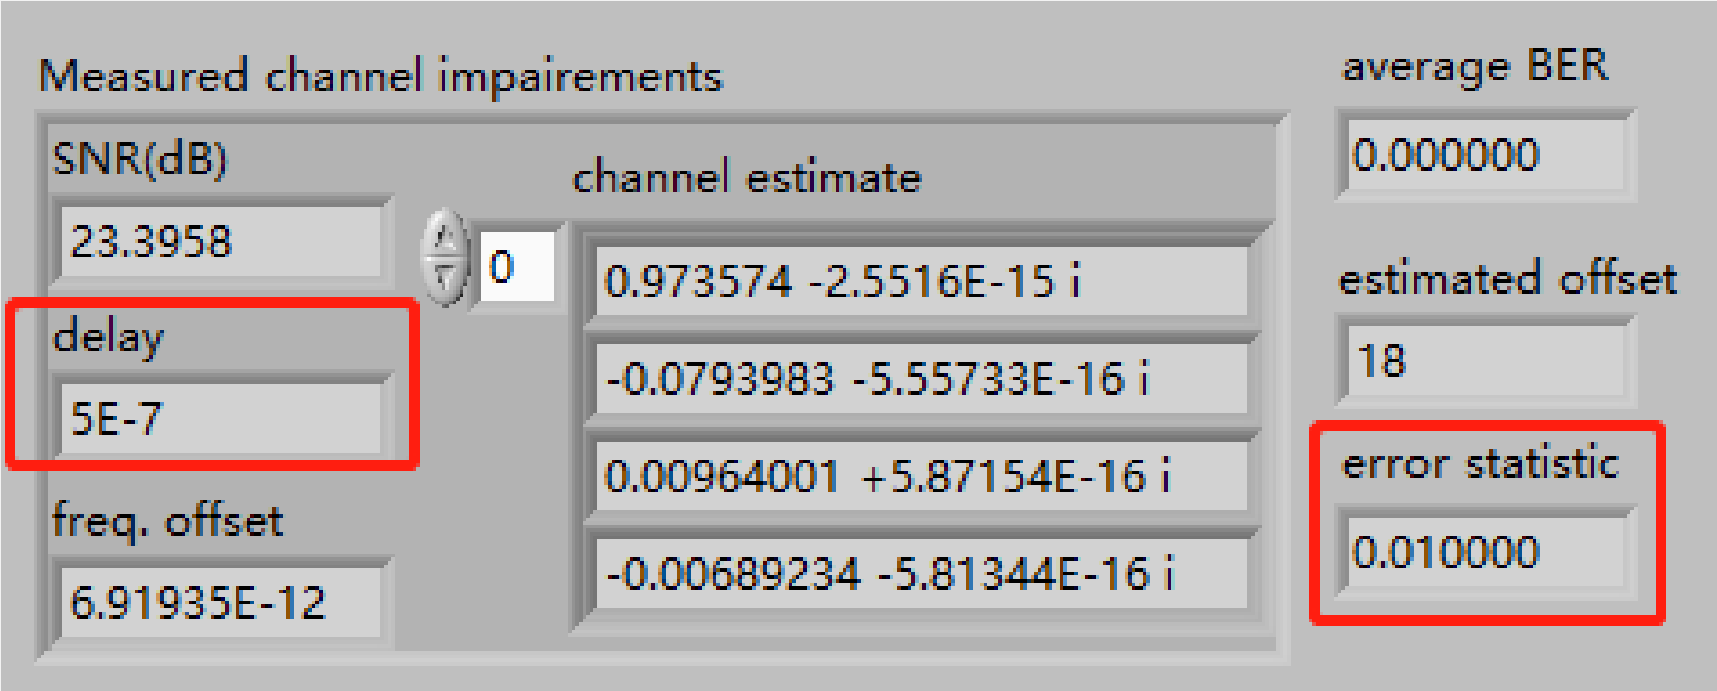 Measured channel impairements
SNR(dB)
23.3958
delay
5E-7
freq. offset
6.91935E-12
0
channel estimate
0.973574 -2.5516E-15 i
-0.0793983 -5.55733E-16 i
0.00964001 +5.87154E-16 i
-0.00689234 -5.81344E-16 i
average BER
0.000000
estimated offset
18
error statistic
0.010000